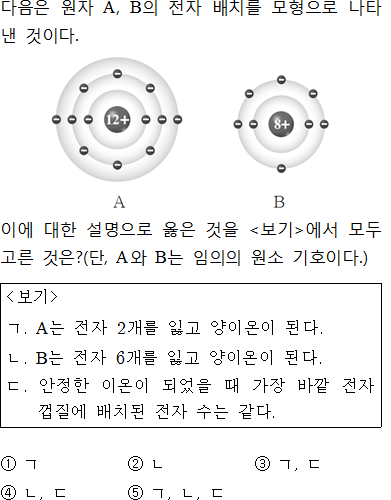 다음은 원자 A, B의 전자 배치를 모형으로 나타
낸 것이다.
12+ 8+
A B
이에 대한 설명으로 옳은 것을 <보기>에서 모두
고른 것은?(단, A와 B는 임의의 원소 기호이다.)
<보기>
ㄱ. A는 전자 2개를 잃고 양이온이 된다.
ㄴ. B는 전자 6개를 잃고 양이온이 된다.
ㄷ. 안정한 이온이 되었을 때 가장 바깥 전자
껍질에 배치된 전자 수는 같다.
① ㄱ ② ㄴ ③ ㄱ, ㄷ
④ ㄴ, ㄷ ⑤ ㄱ, ㄴ, ㄷ